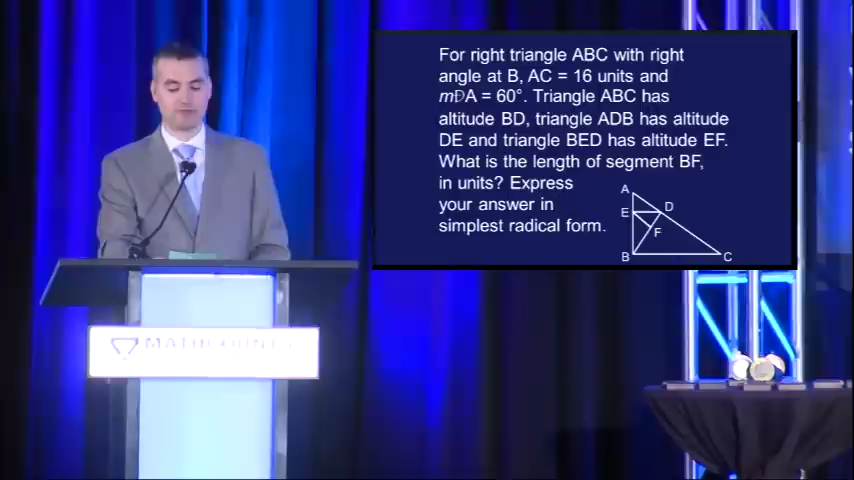 For right triangle ABC with right
angle at B, AC = 16 units and
mÐA = 60°. Triangle ABC has
altitude BD, triangle ADB has altitude
DE and triangle BED has altitude EF.
What is the length of segment BF,
in units? Express
your answer in
simplest radical form.
A
E
D
F
B
C
MATHCOUNTS